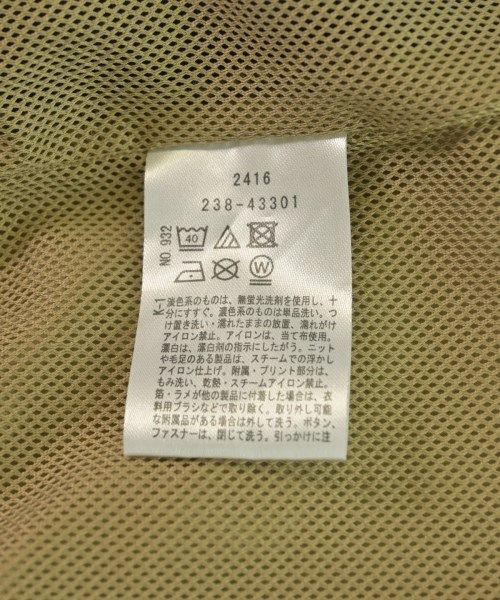 2416
238-43301
NO.932
40
W
K-1 淡色系のものは、無蛍光洗剤を使用し、十
分にすすぐ。濃色系のものは単品洗い。つ
け置き洗い・濡れたままの放置、濡れがけ
アイロン禁止。アイロンは、当て布使用。
漂白は、漂白剤の指示にしたがう。ニット
や毛足のある製品は、スチームでの浮かし
アイロン仕上げ。附属・プリント部分は、
もみ洗い、乾熱・スチームアイロン禁止。
箔・ラメが他の製品に付着した場合は、衣
料用ブラシなどで取り除く。取り外し可能
な附属品がある場合は外して洗う。ボタン、
ファスナーは、閉じて洗う。引っかけに注